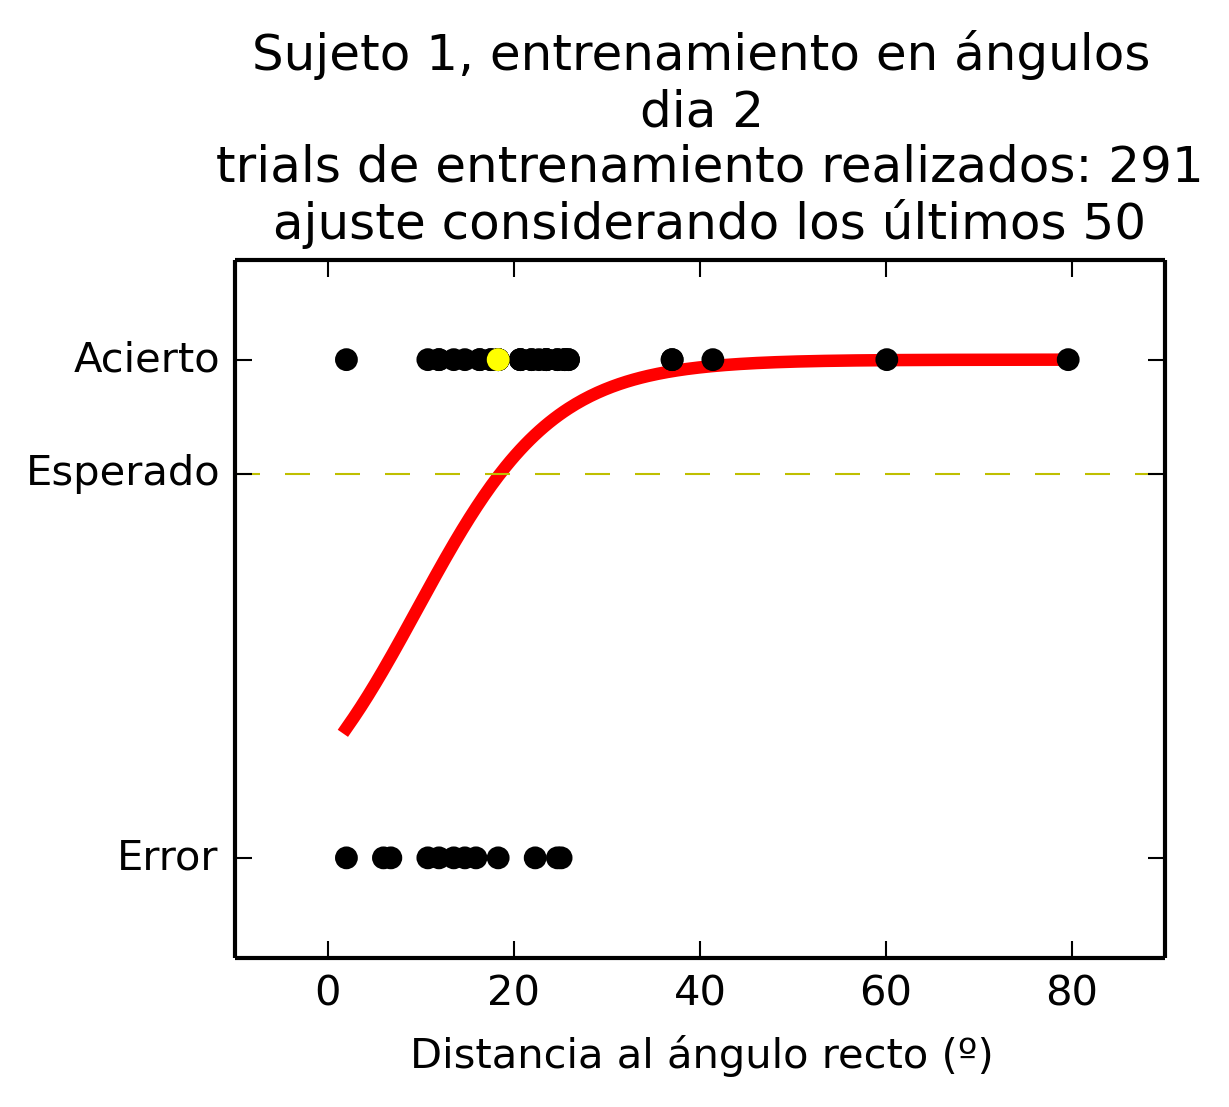 Sujeto 1, entrenamiento en ángulos
dia 2
trials de entrenamiento realizados: 291
ajuste considerando los últimos 50
Acierto
Esperado
Error
0 20 40 60 80
Distancia al ángulo recto (º)